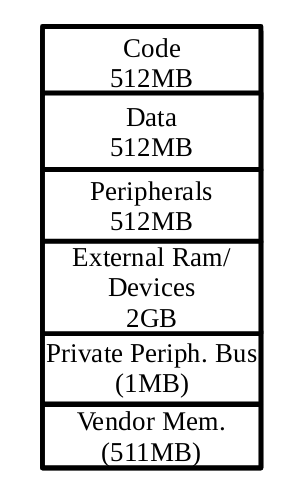 Code
512MB
Data
512MB
Peripherals
512MB
External Ram/
Devices
2GB
Private Periph. Bus
(1MB)
Vendor Mem.
(511MB)